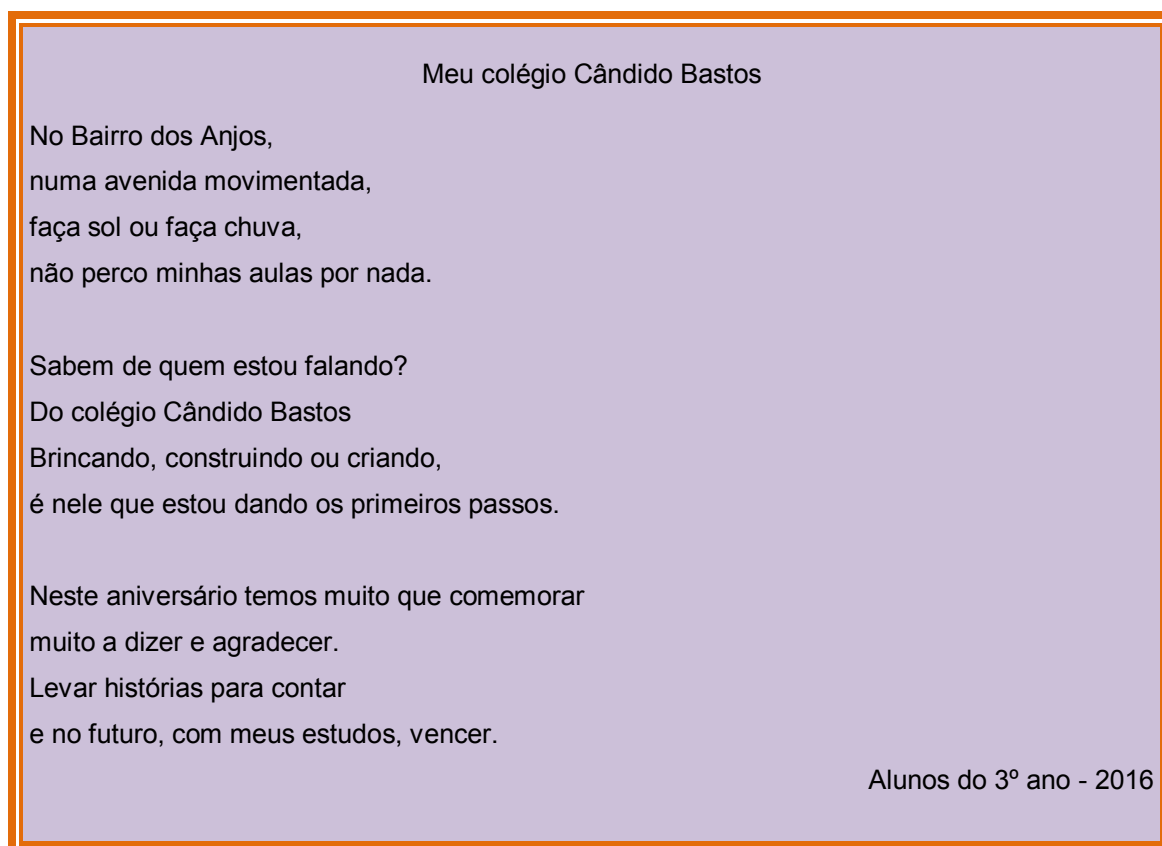 Meu colégio Cândido Bastos
No Bairro dos Anjos,
numa avenida movimentada,
faça sol ou faça chuva,
não perco minhas aulas por nada.
Sabem de quem estou falando?
Do colégio Cândido Bastos
Brincando, construindo ou criando,
é nele que estou dando os primeiros passos.
Neste aniversário temos muito que comemorar
muito a dizer e agradecer.
Levar histórias para contar
e no futuro, com meus estudos, vencer.
Alunos do 3º ano - 2016